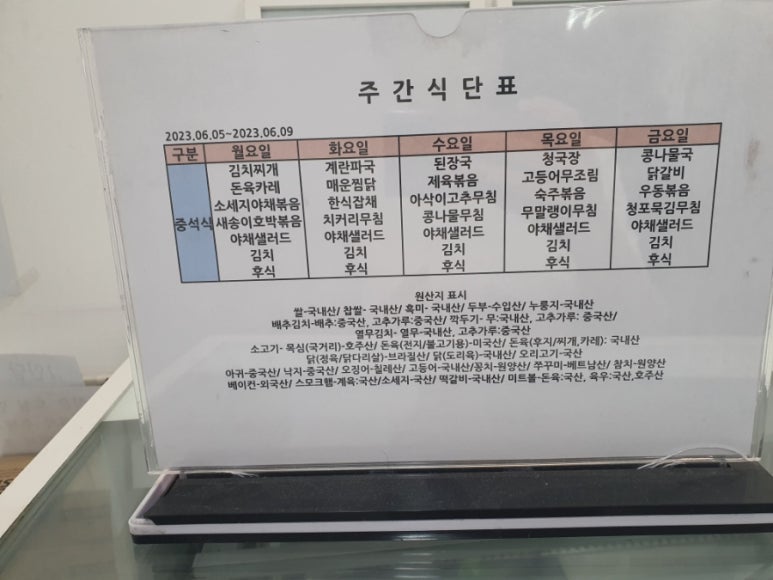 주간식단표
2023.06.05~2023.06.09
구분 월요일 화요일 수요일 목요일 금요일
중석식
김치찌개 계란파국 된장국 청국장 콩나물국
돈육카레 매운찜닭 제육볶음 고등어무조림 닭갈비
소세지야채볶음 한식잡채 아삭이고추무침 숙주볶음 우동볶음
새송이호박볶음 치커리무침 콩나물무침 무말랭이무침 청포묵김무침
야채샐러드 야채샐러드 야채샐러드 야채샐러드 야채샐러드
김치 김치 김치 김치 김치
후식 후식 후식 후식 후식
원산지 표시
쌀-국내산/ 찹쌀- 국내산/ 흑미- 국내산/ 두부-수입산/ 누룽지-국내산
배추김치-배추:중국산, 고추가루:중국산/ 깍두기- 무:국내산, 고추가루: 중국산/
열무김치- 열무-국내산, 고추가루:중국산
소고기- 목심(국거리)-호주산/ 돈육(전지/불고기용)-미국산/ 돈육(후지/찌개,카레): 국내산
닭(정육/닭다리살)-브라질산/ 닭(도리육)-국내산/ 오리고기-국산
아귀-중국산/ 낙지-중국산/ 오징어-칠레산/ 고등어-국내산/꽁치-원양산/ 쭈꾸미-베트남산/ 참치-원양산
베이컨-외국산/ 스모크햄-계육:국산/소세지-국산/ 떡갈비-국내산/ 미트볼-돈육:국산, 육우:국산,호주산